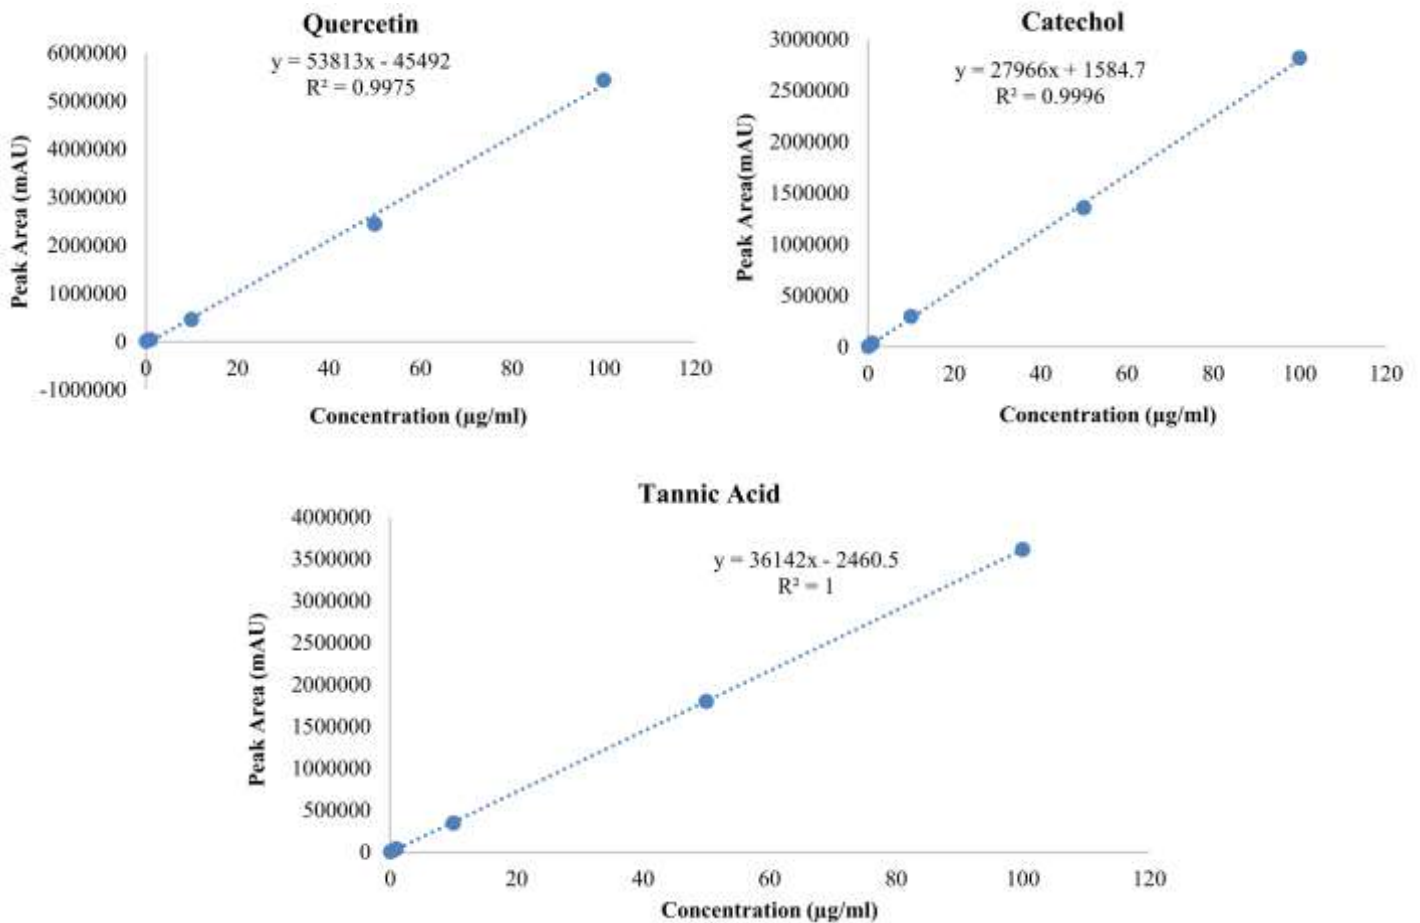 Quercetin
y = 53813x - 45492
R² = 0.9975
6000000
5000000
4000000
3000000
2000000
1000000
0
-1000000
Peak Area (mAU)
0 20 40 60 80 100 120
Concentration (µg/ml)
Catechol
y = 27966x + 1584.7
R² = 0.9996
3000000
2500000
2000000
1500000
1000000
500000
0
Peak Area(mAU)
0 20 40 60 80 100 120
Concentration (µg/ml)
Tannic Acid
y = 36142x - 2460.5
R² = 1
4000000
3500000
3000000
2500000
2000000
1500000
1000000
500000
0
Peak Area (mAU)
0 20 40 60 80 100 120
Concentration (µg/ml)